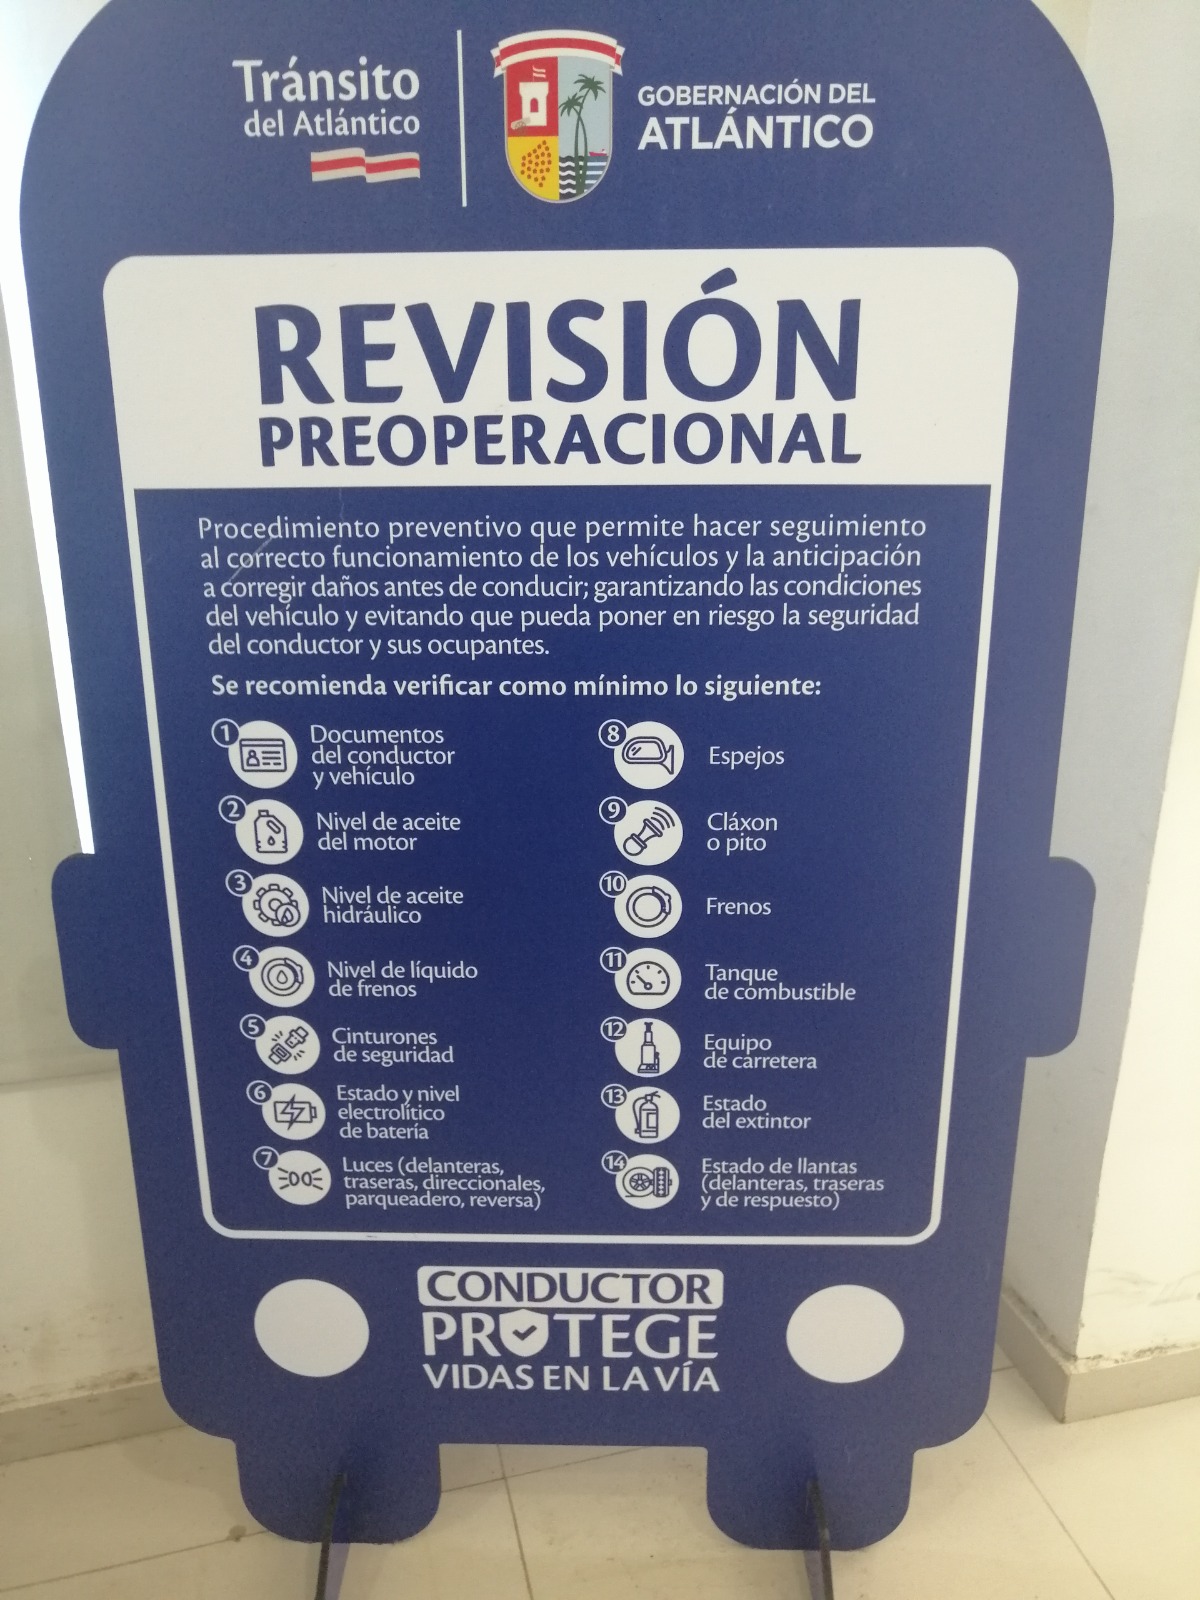 Tránsito
del Atlántico
GOBERNACIÓN DEL
ATLÁNTICO
REVISIÓN
PREOPERACIONAL
Procedimiento preventivo que permite hacer seguimiento
al correcto funcionamiento de los vehículos y la anticipación
a corregir daños antes de conducir; garantizando las condiciones
del vehículo y evitando que pueda poner en riesgo la seguridad
del conductor y sus ocupantes.
Se recomienda verificar como mínimo lo siguiente:
1
Documentos
del conductor
y vehículo
2
Nivel de aceite
del motor
3
Nivel de aceite
hidráulico
4
Nivel de líquido
de frenos
5
Cinturones
de seguridad
6
Estado y nivel
electrolítico
de batería
7
Luces (delanteras,
traseras, direccionales,
parqueadero, reversa)
8
Espejos
9
Cláxon
o pito
10
Frenos
11
Tanque
de combustible
12
Equipo
de carretera
13
Estado
del extintor
14
Estado de llantas
(delanteras, traseras
y de respuesto)
CONDUCTOR
PROTEGE
VIDAS EN LA VÍA